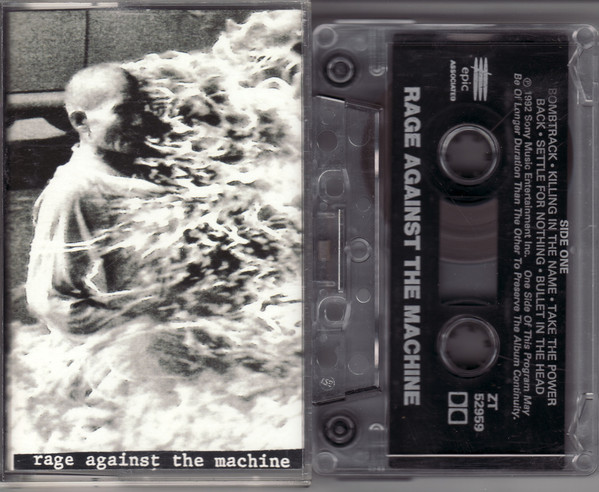 rage against the machine
SIDE ONE
BOMBTRACK • KILLING IN THE NAME • TAKE THE POWER
BACK • SETTLE FOR NOTHING • BULLET IN THE HEAD
℗ 1992 Sony Music Entertainment Inc. One Side Of This Program May
Be Of Longer Duration Than The Other To Preserve The Album Continuity.
epic
ASSOCIATED
RAGE AGAINST THE MACHINE
ZT
52959